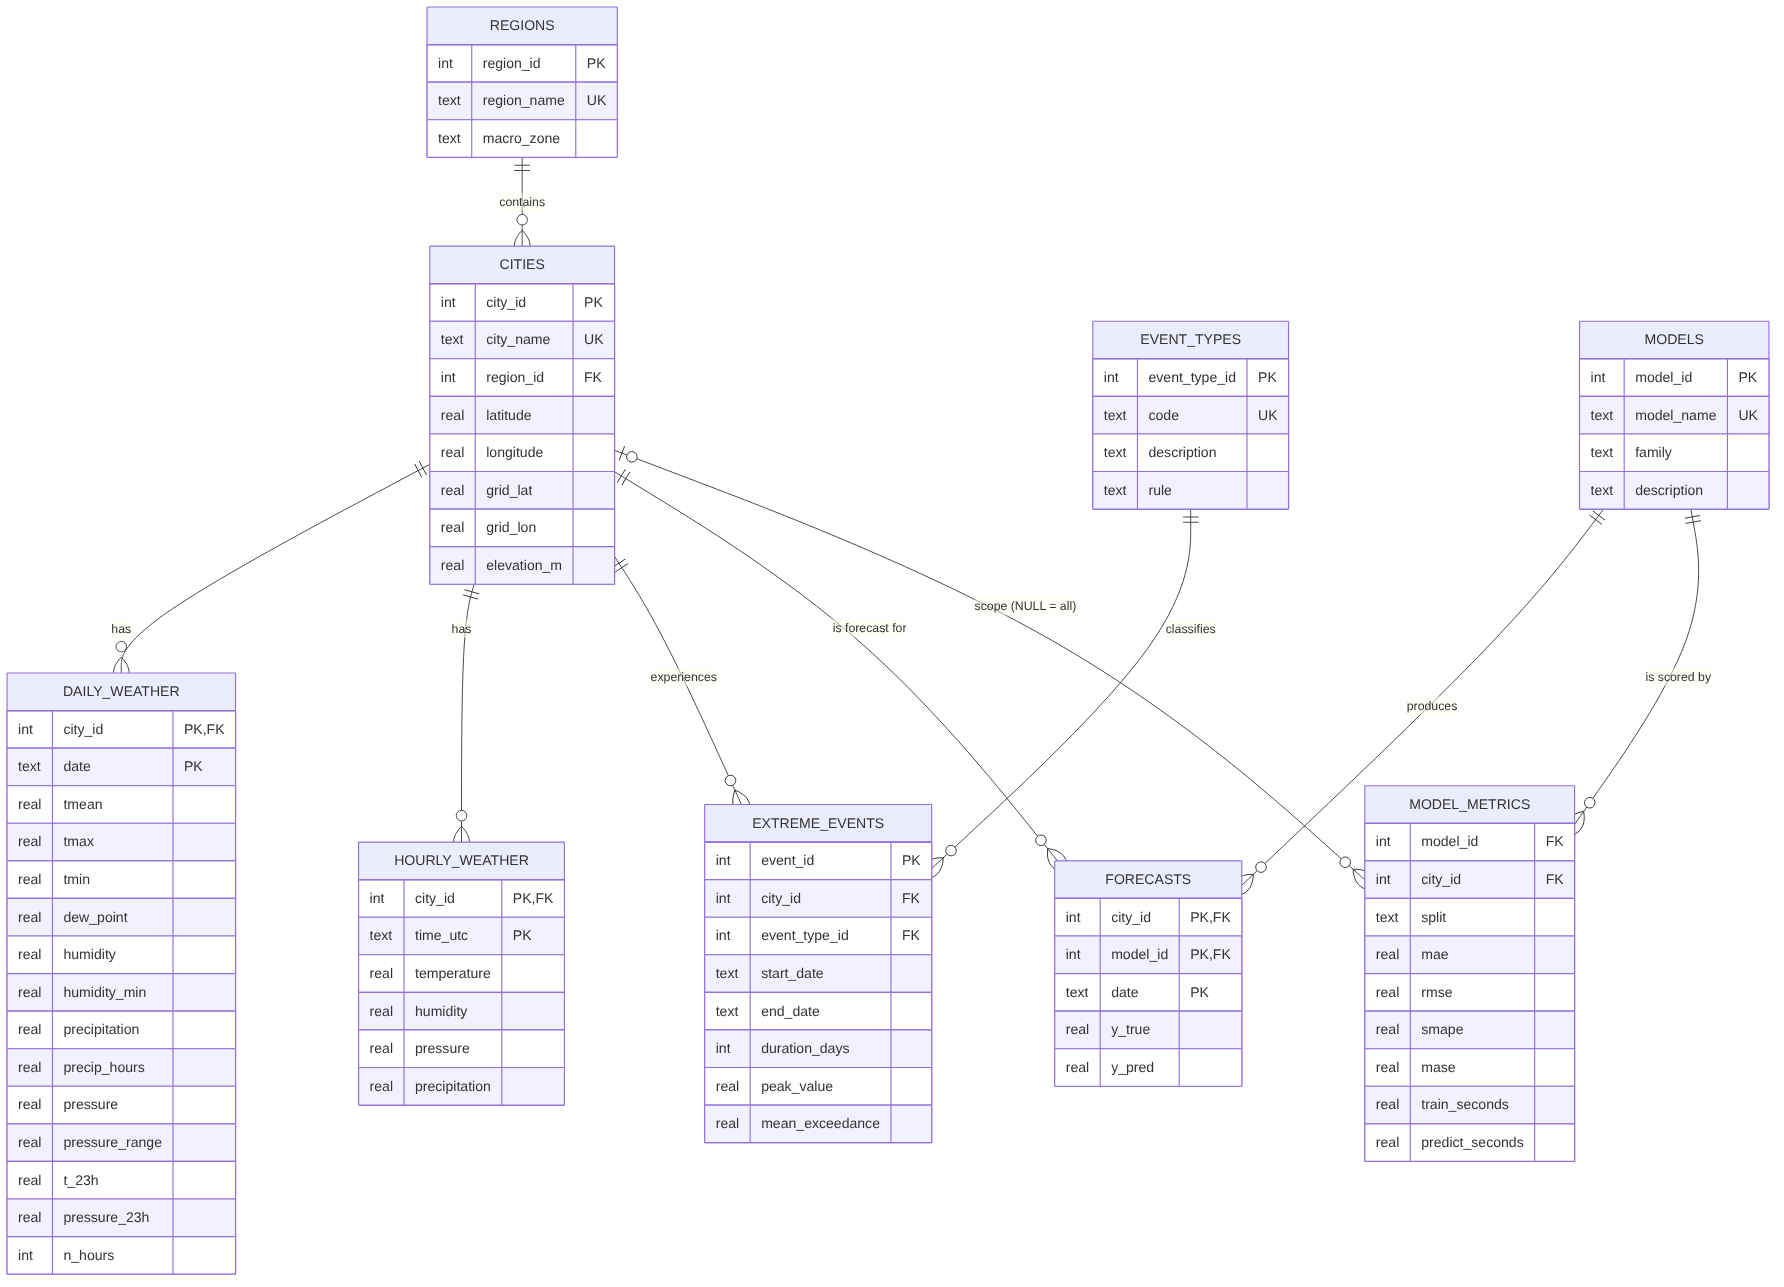 REGIONS
int region_id PK
text region_name UK
text macro_zone
contains
CITIES
int city_id PK
text city_name UK
int region_id FK
real latitude
real longitude
real grid_lat
real grid_lon
real elevation_m
EVENT_TYPES
int event_type_id PK
text code UK
text description
text rule
MODELS
int model_id PK
text model_name UK
text family
text description
has
has
experiences
is forecast for
scope (NULL = all)
classifies
produces
is scored by
DAILY_WEATHER
int city_id PK,FK
text date PK
real tmean
real tmax
real tmin
real dew_point
real humidity
real humidity_min
real precipitation
real precip_hours
real pressure
real pressure_range
real t_23h
real pressure_23h
int n_hours
HOURLY_WEATHER
int city_id PK,FK
text time_utc PK
real temperature
real humidity
real pressure
real precipitation
EXTREME_EVENTS
int event_id PK
int city_id FK
int event_type_id FK
text start_date
text end_date
int duration_days
real peak_value
real mean_exceedance
FORECASTS
int city_id PK,FK
int model_id PK,FK
text date PK
real y_true
real y_pred
MODEL_METRICS
int model_id FK
int city_id FK
text split
real mae
real rmse
real smape
real mase
real train_seconds
real predict_seconds